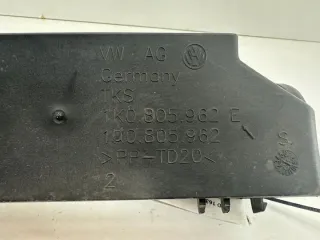 VW AG
Germany
TKS
1K0.805.962 E
1Q0.805.962
>PP-TD20<
2